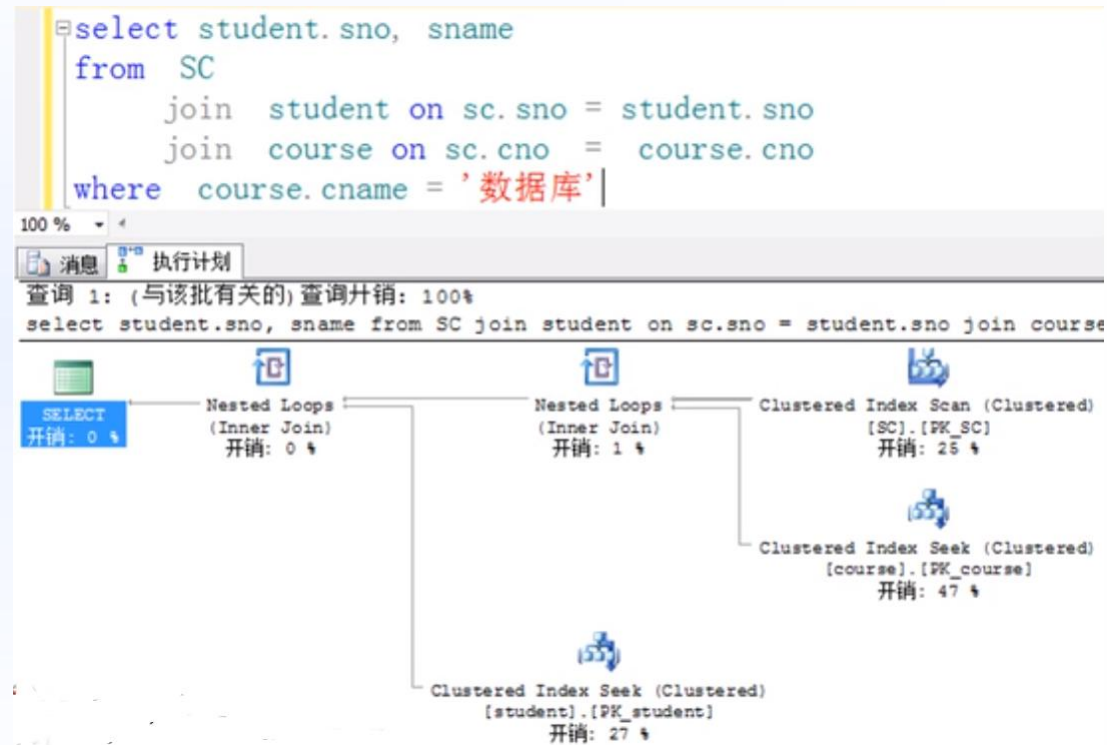 select student.sno, sname
from SC
join student on sc.sno = student.sno
join course on sc.cno = course.cno
where course.cname = '数据库'
100 %
消息 执行计划
查询 1: (与该批有关的)查询开销: 100%
select student.sno, sname from SC join student on sc.sno = student.sno join course
SELECT
开销: 0 %
Nested Loops
(Inner Join)
开销: 0 %
Nested Loops
(Inner Join)
开销: 1 %
Clustered Index Scan (Clustered)
[SC].[PK_SC]
开销: 25 %
Clustered Index Seek (Clustered)
[course].[PK_course]
开销: 47 %
Clustered Index Seek (Clustered)
[student].[PK_student]
开销: 27 %